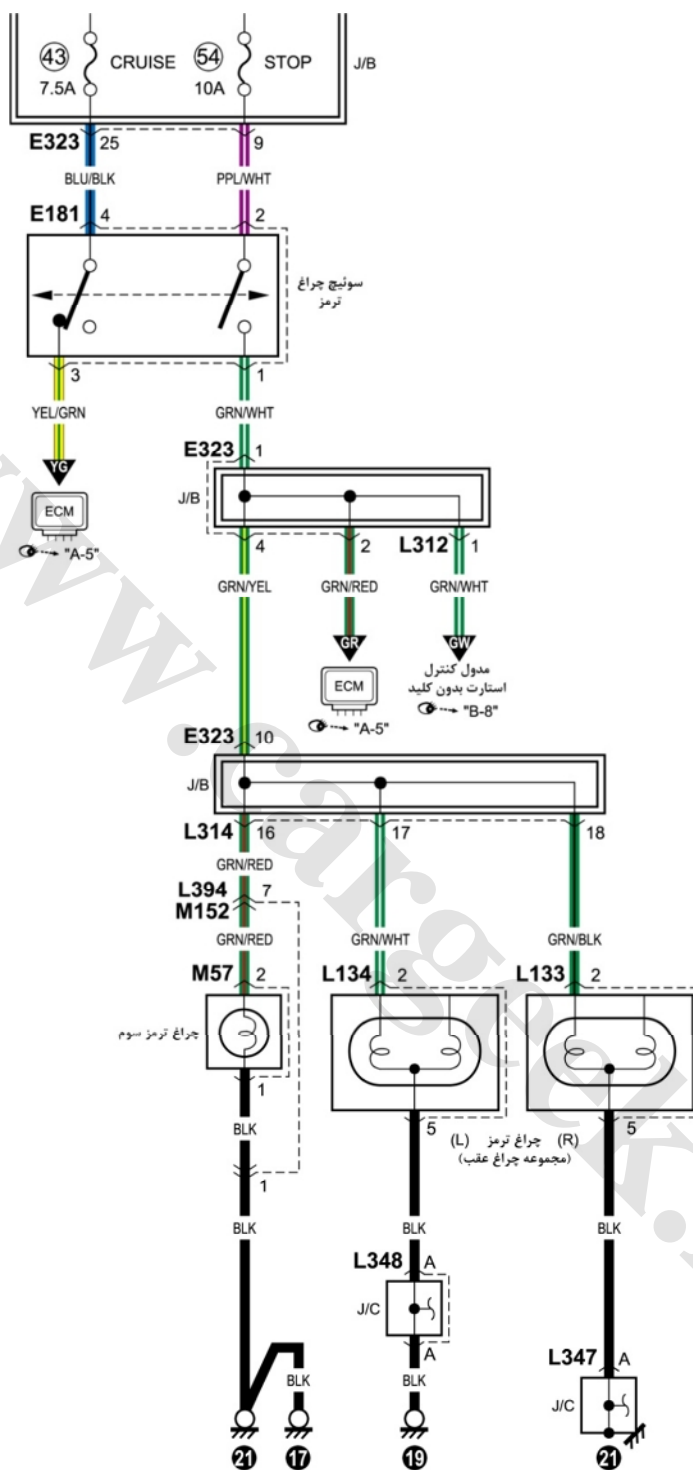 43 CRUISE 54 STOP J/B
7.5A 10A
E323 25 9
BLU/BLK PPL/WHT
E181 4 2
سوئیچ چراغ
ترمز
3 1
YEL/GRN GRN/WHT
YG E323 1
ECM J/B
"A-5" 4 2 L312 1
GRN/YEL GRN/RED GRN/WHT
GR GW
ECM مدول کنترل
استارت بدون کلید
"A-5" "B-8"
E323 10
J/B
L314 16 17 18
GRN/RED
L394 7
M152
GRN/RED GRN/WHT GRN/BLK
M57 2 L134 2 L133 2
چراغ ترمز سوم
1 5 5
BLK (L) چراغ ترمز (R)
(مجموعه چراغ عقب)
1
BLK BLK BLK
L348 A
J/C
A L347 A
BLK BLK J/C
21 17 19 21
www.cargeek.